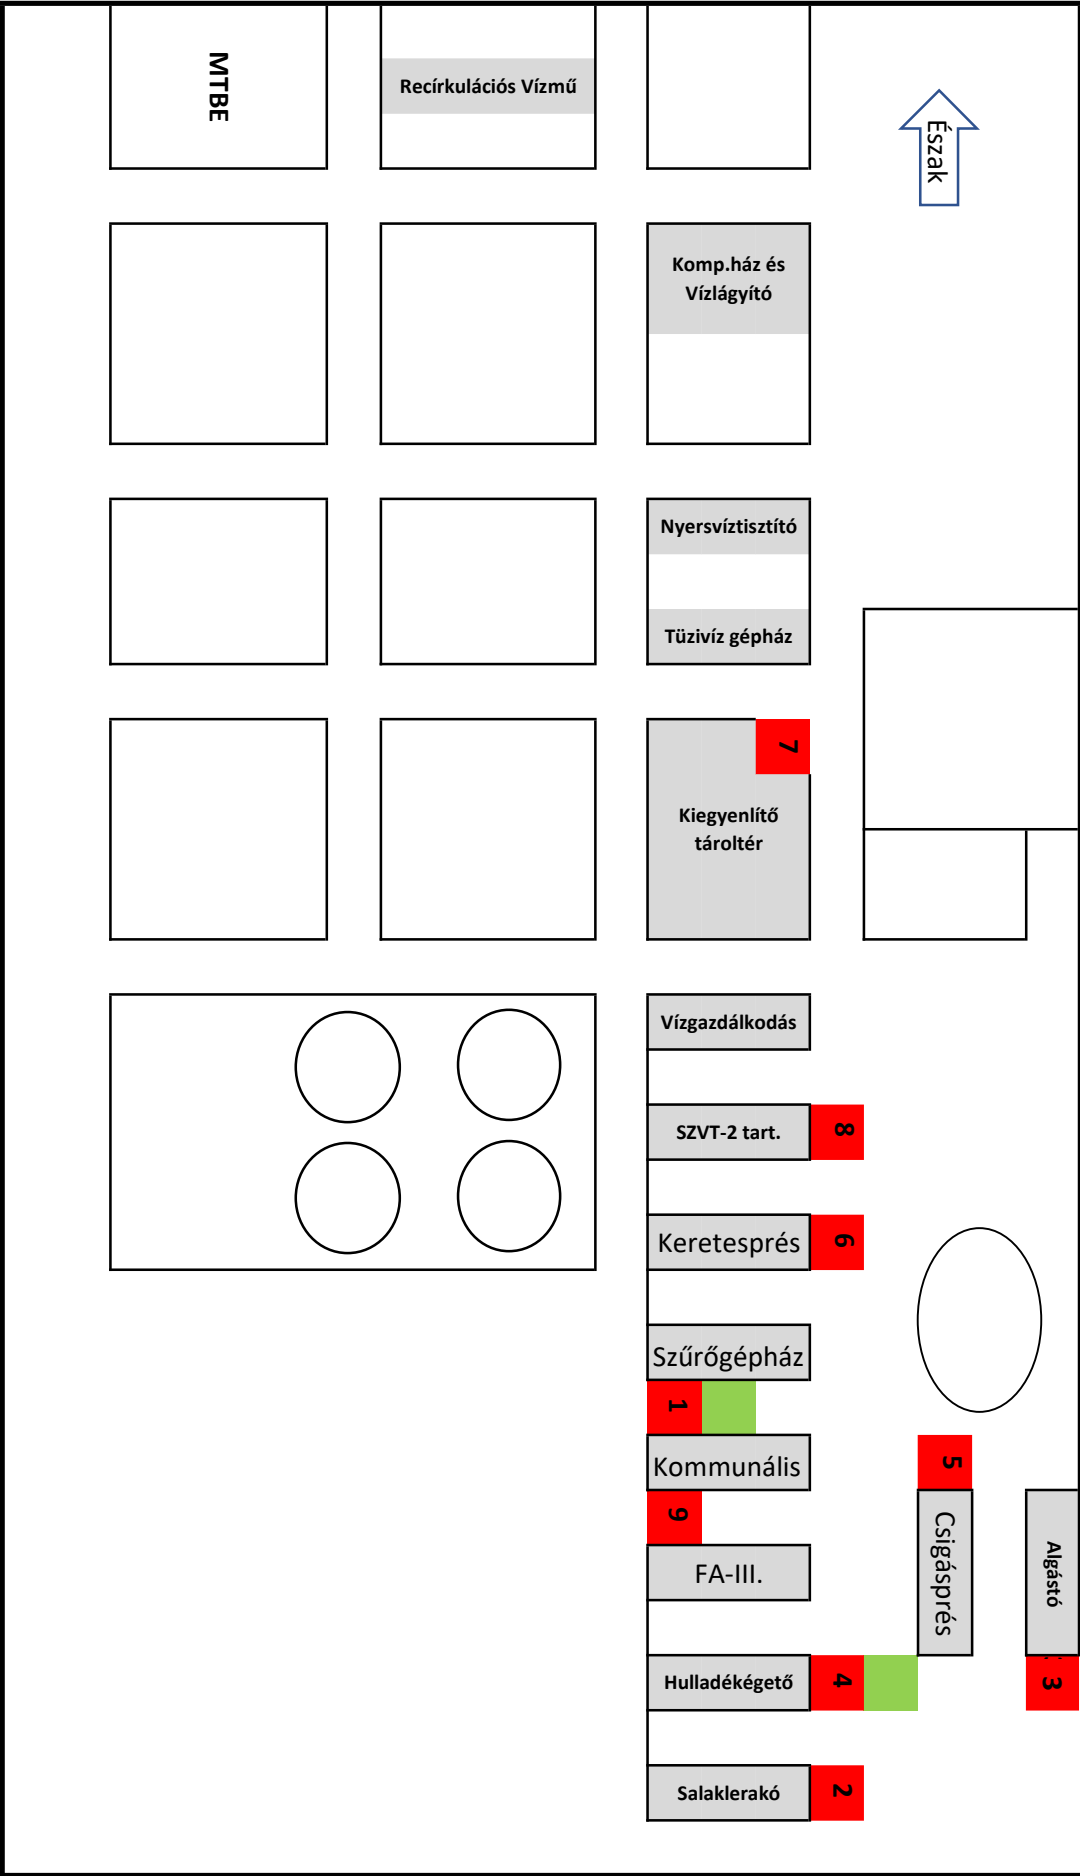 MTBE
Recírkulációs Vízmű
Észak
Komp.ház és
Vízlágyító
Nyersvíztisztító
Tüzivíz gépház
7
Kiegyenlítő
tároltér
Vízgazdálkodás
SZVT-2 tart.
8
Keretesprés
6
Szűrőgépház
1
Kommunális
5
9
Csigásprés
Algástó
FA-III.
Hulladékégető
4
3
Salaklerakó
2